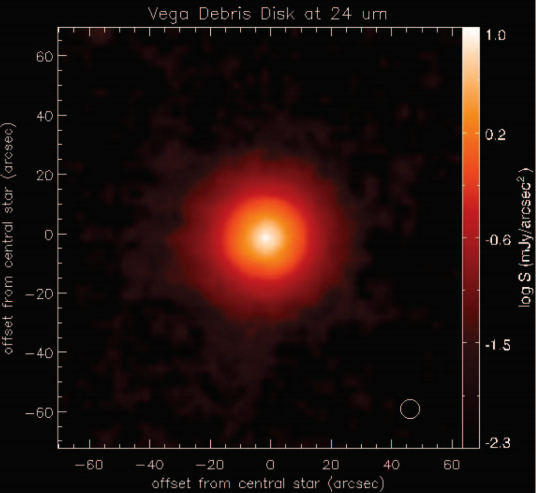 Vega Debris Disk at 24 um
60
40
20
0
−20
−40
−60
offset from central star (arcsec)
−60 −40 −20 0 20 40 60
offset from central star (arcsec)
1.0
0.2
-0.6
-1.5
-2.3
log S (mJy/arcsec²)